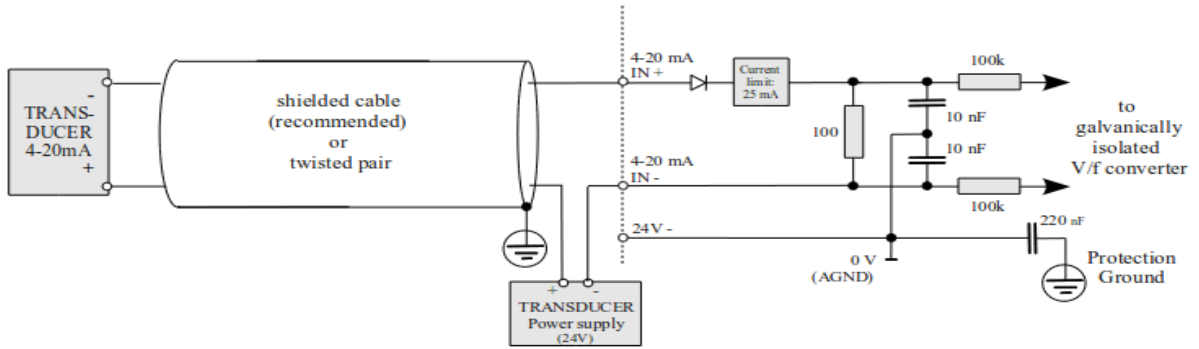 -
TRANS-
DUCER
4-20mA
+
shielded cable
(recommended)
or
twisted pair
4-20 mA
IN +
Current
limit:
25 mA
100k
100
10 nF
10 nF
to
galvanically
isolated
V/f converter
4-20 mA
IN -
100k
24V -
220 nF
0 V
(AGND)
Protection
Ground
+ -
TRANSDUCER
Power supply
(24V)